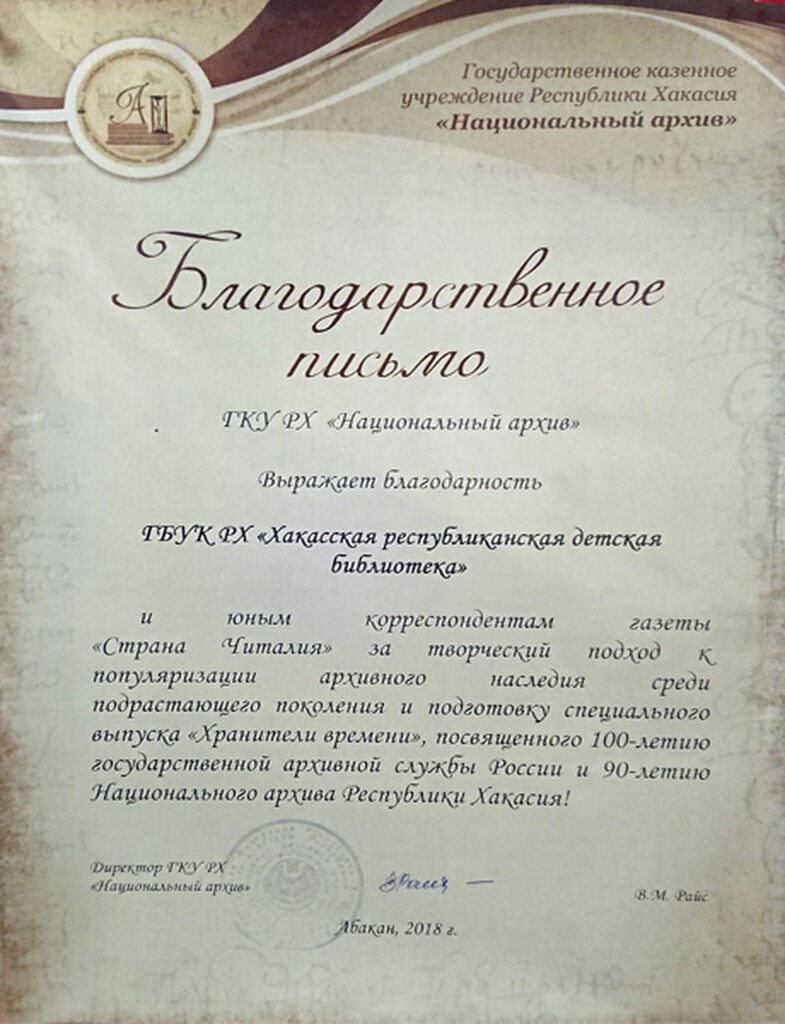 Государственное казенное
учреждение Республики Хакасия
«Национальный архив»
Благодарственное
письмо
ГКУ РХ «Национальный архив»
Выражает благодарность
ГБУК РХ «Хакасская республиканская детская
библиотека»
и юным корреспондентам газеты
«Страна Читалия» за творческий подход к
популяризации архивного наследия среди
подрастающего поколения и подготовку специального
выпуска «Хранители времени», посвященного 100-летию
государственной архивной службы России и 90-летию
Национального архива Республики Хакасия!
Директор ГКУ РХ
«Национальный архив»
В.М. Райс
Абакан, 2018 г.